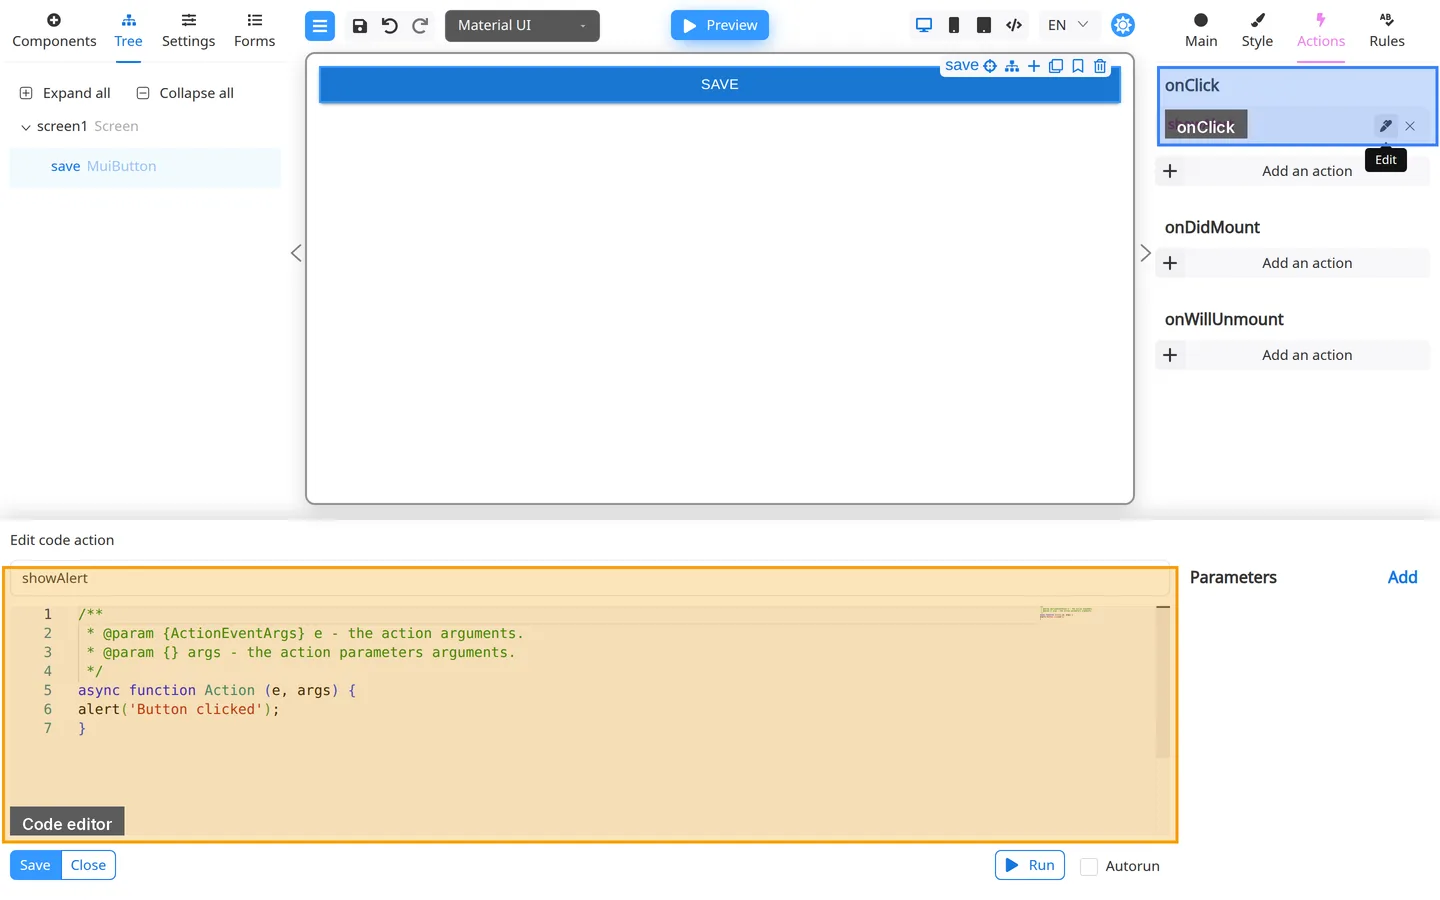 Components
Tree
Settings
Forms
Material UI
Preview
EN
Main
Style
Actions
AB
Rules
Expand all
Collapse all
screen1 Screen
save MuiButton
save
SAVE
onClick
onClick
Edit
Add an action
onDidMount
Add an action
onWillUnmount
Add an action
Edit code action
showAlert
Parameters
Add
1 /**
2 * @param {ActionEventArgs} e - the action arguments.
3 * @param {} args - the action parameters arguments.
4 */
5 async function Action (e, args) {
6 alert('Button clicked');
7 }
Code editor
Save
Close
Run
Autorun